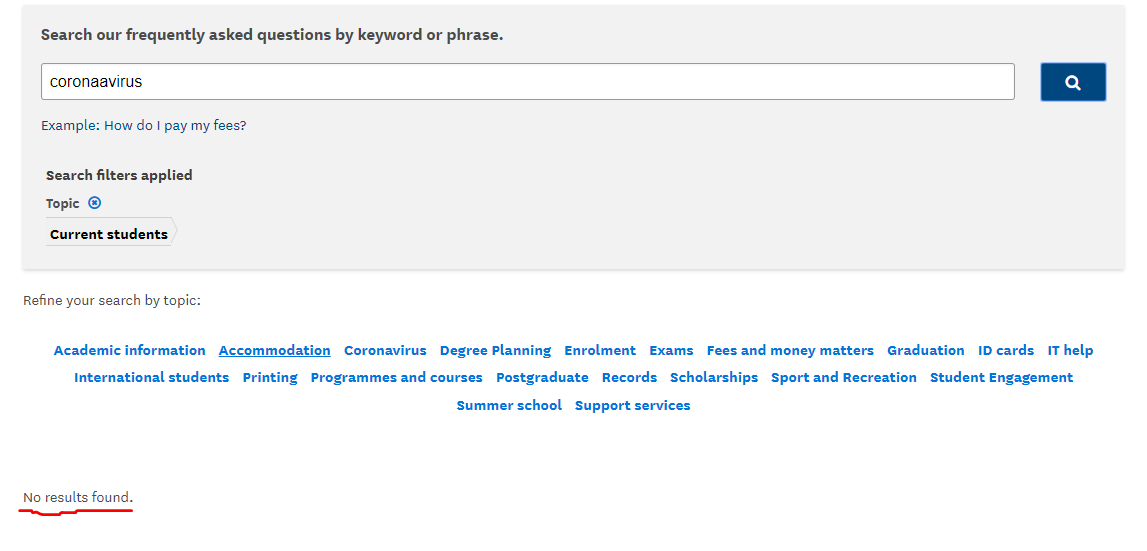 Search our frequently asked questions by keyword or phrase.
coronaavirus
Example: How do I pay my fees?
Search filters applied
Topic
Current students
Refine your search by topic:
Academic information Accommodation Coronavirus Degree Planning Enrolment Exams Fees and money matters Graduation ID cards IT help
International students Printing Programmes and courses Postgraduate Records Scholarships Sport and Recreation Student Engagement
Summer school Support services
No results found.